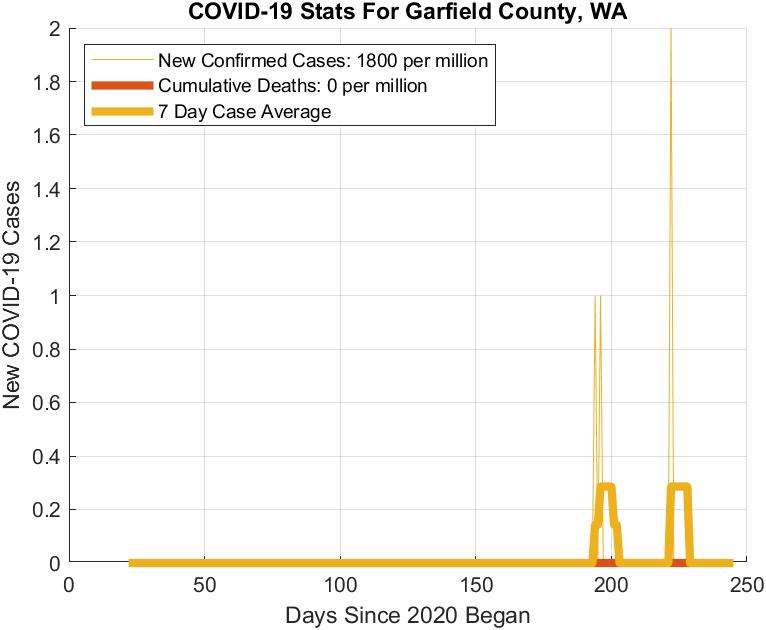 COVID-19 Stats For Garfield County, WA
New Confirmed Cases: 1800 per million
Cumulative Deaths: 0 per million
7 Day Case Average
New COVID-19 Cases
2
1.8
1.6
1.4
1.2
1
0.8
0.6
0.4
0.2
0
0 50 100 150 200 250
Days Since 2020 Began